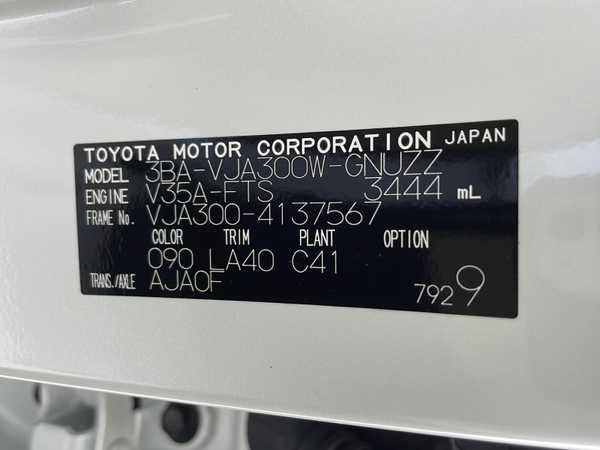 TOYOTA MOTOR CORPORATION JAPAN
MODEL 3BA-VJA300W-GNUZZ
ENGINE V35A-FTS 3444 mL
FRAME No. VJA300-4137567
COLOR TRIM PLANT OPTION
090 LA40 C41
TRANS./AXLE AJA0F
7929